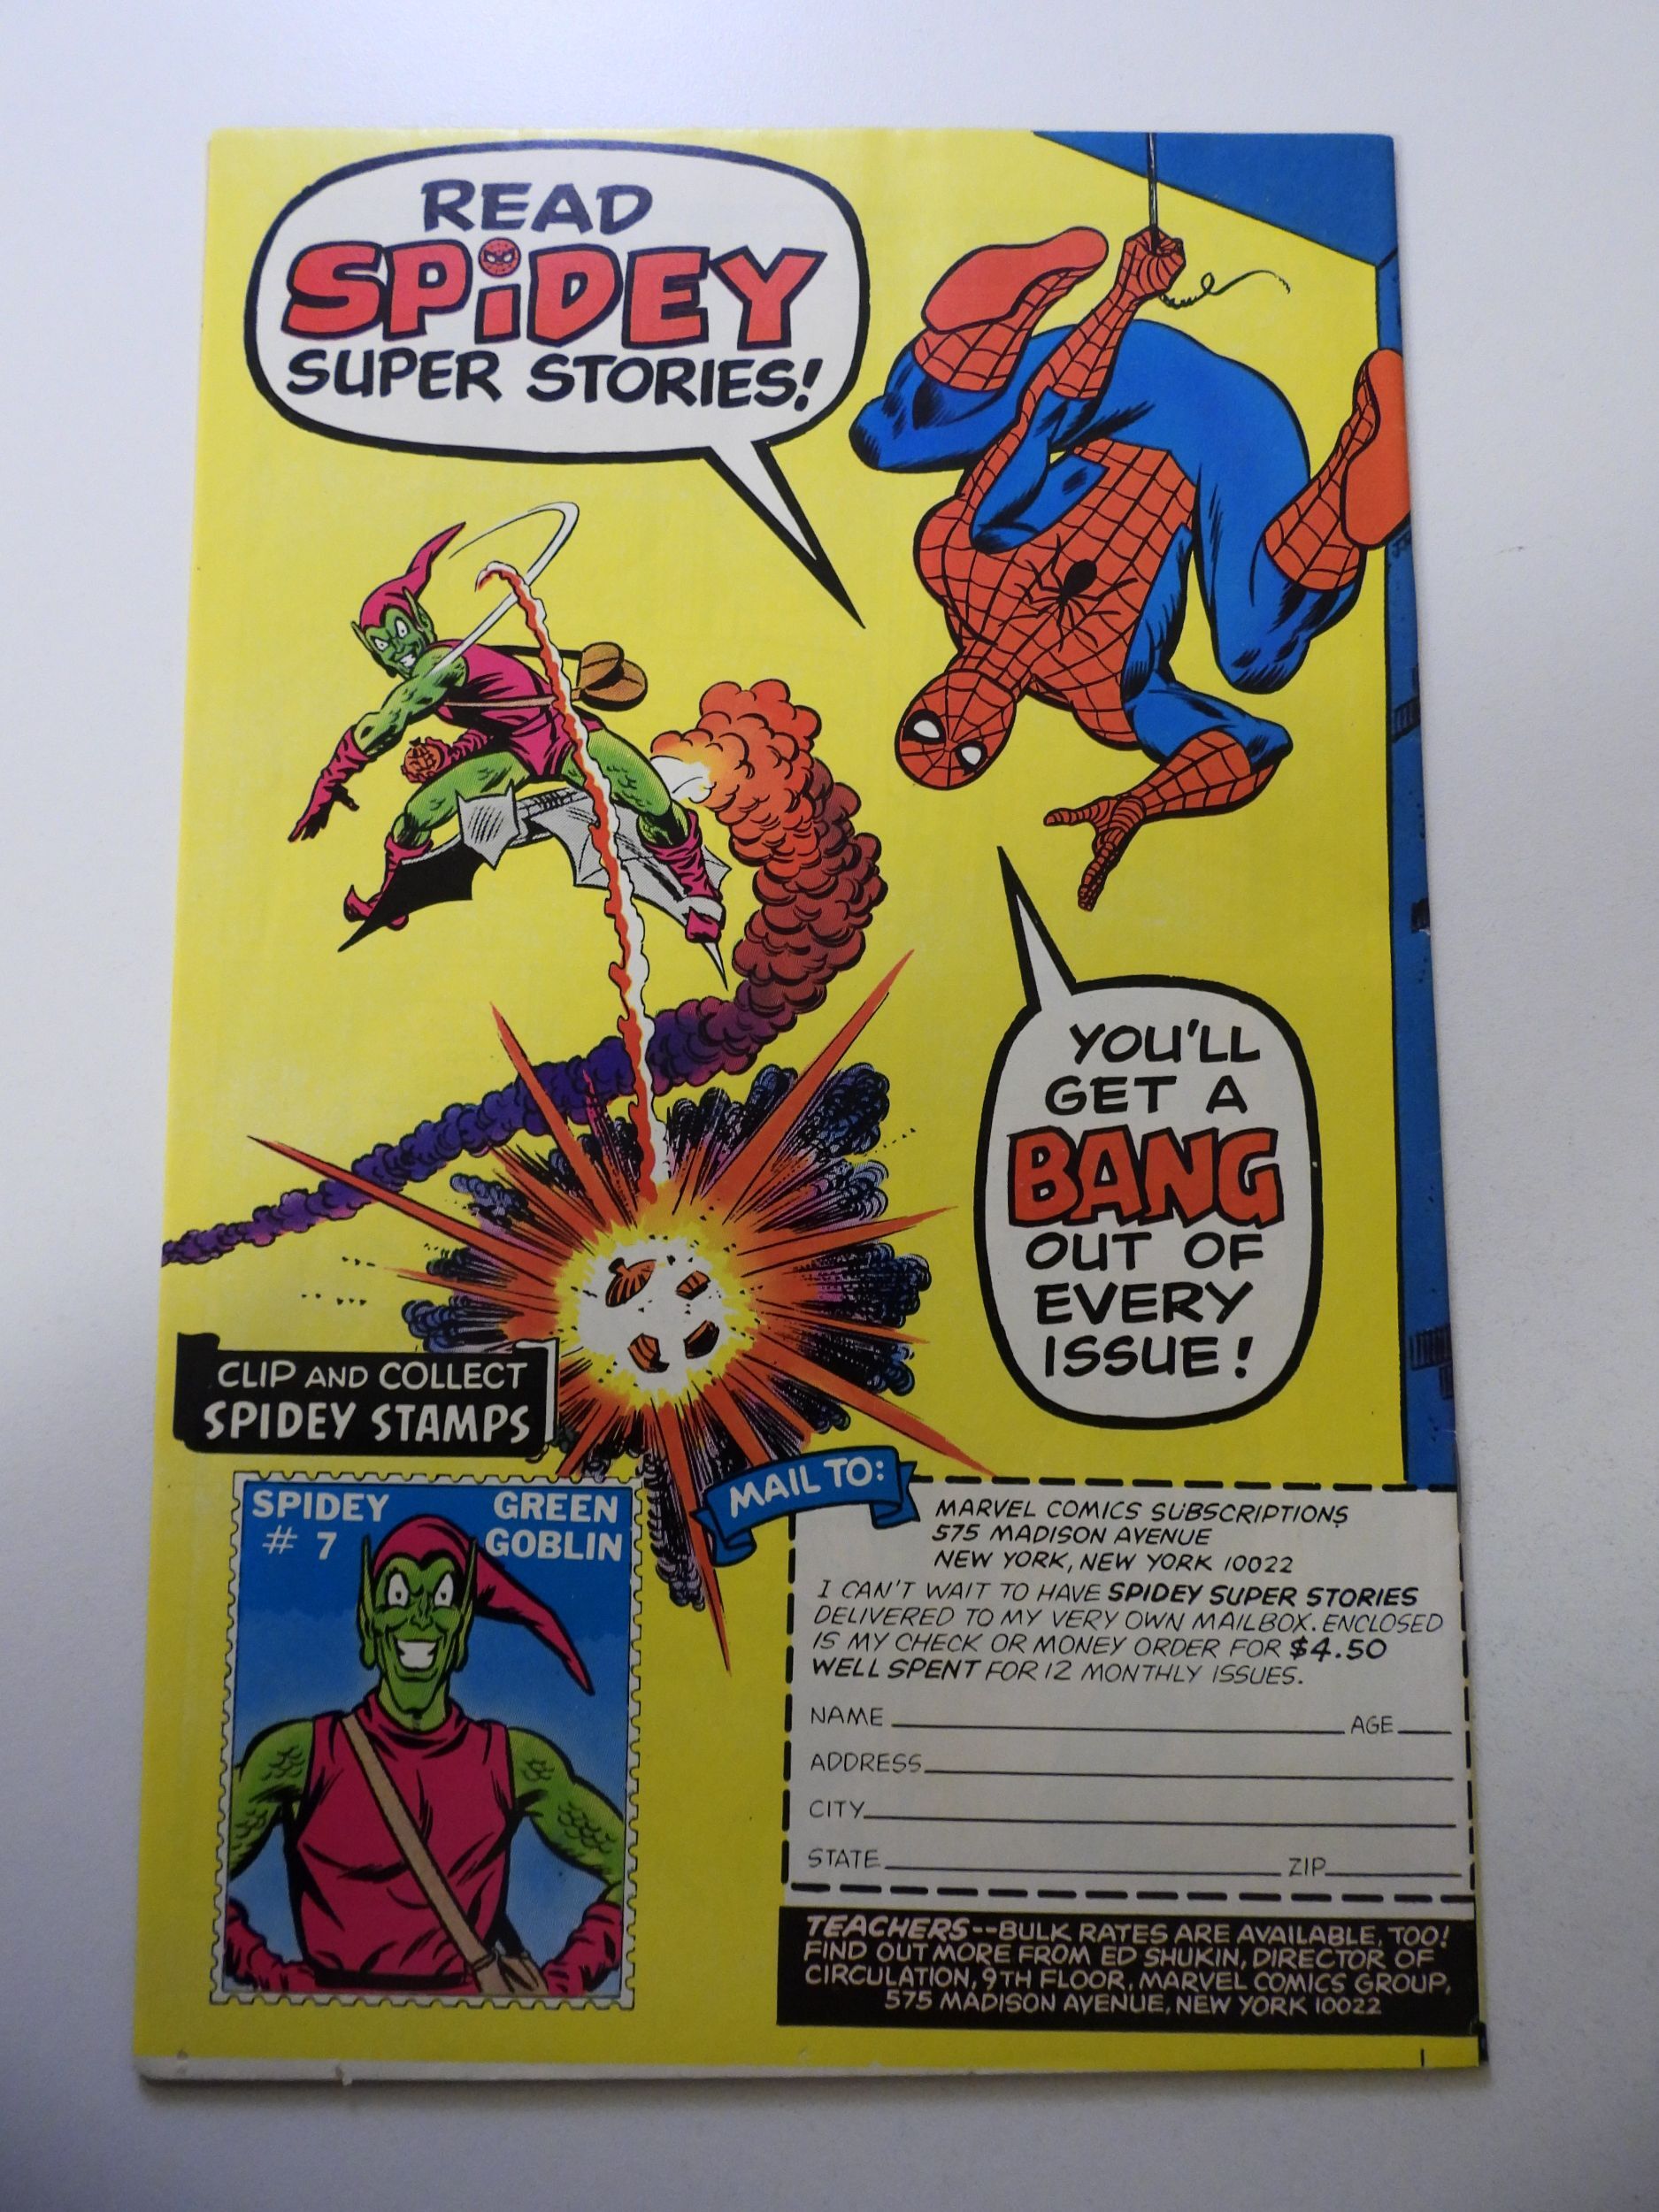 READ
SPiDEY
SUPER STORIES!
YOU'LL
GET A
BANG
OUT OF
EVERY
ISSUE!
CLIP AND COLLECT
SPIDEY STAMPS
SPIDEY GREEN
# 7 GOBLIN
MAIL TO:
MARVEL COMICS SUBSCRIPTIONS
575 MADISON AVENUE
NEW YORK, NEW YORK 10022
I CAN'T WAIT TO HAVE SPIDEY SUPER STORIES
DELIVERED TO MY VERY OWN MAILBOX. ENCLOSED
IS MY CHECK OR MONEY ORDER FOR $4.50
WELL SPENT FOR 12 MONTHLY ISSUES.
NAME AGE
ADDRESS
CITY
STATE ZIP
TEACHERS--BULK RATES ARE AVAILABLE, TOO!
FIND OUT MORE FROM ED SHUKIN, DIRECTOR OF
CIRCULATION, 9TH FLOOR, MARVEL COMICS GROUP,
575 MADISON AVENUE, NEW YORK 10022